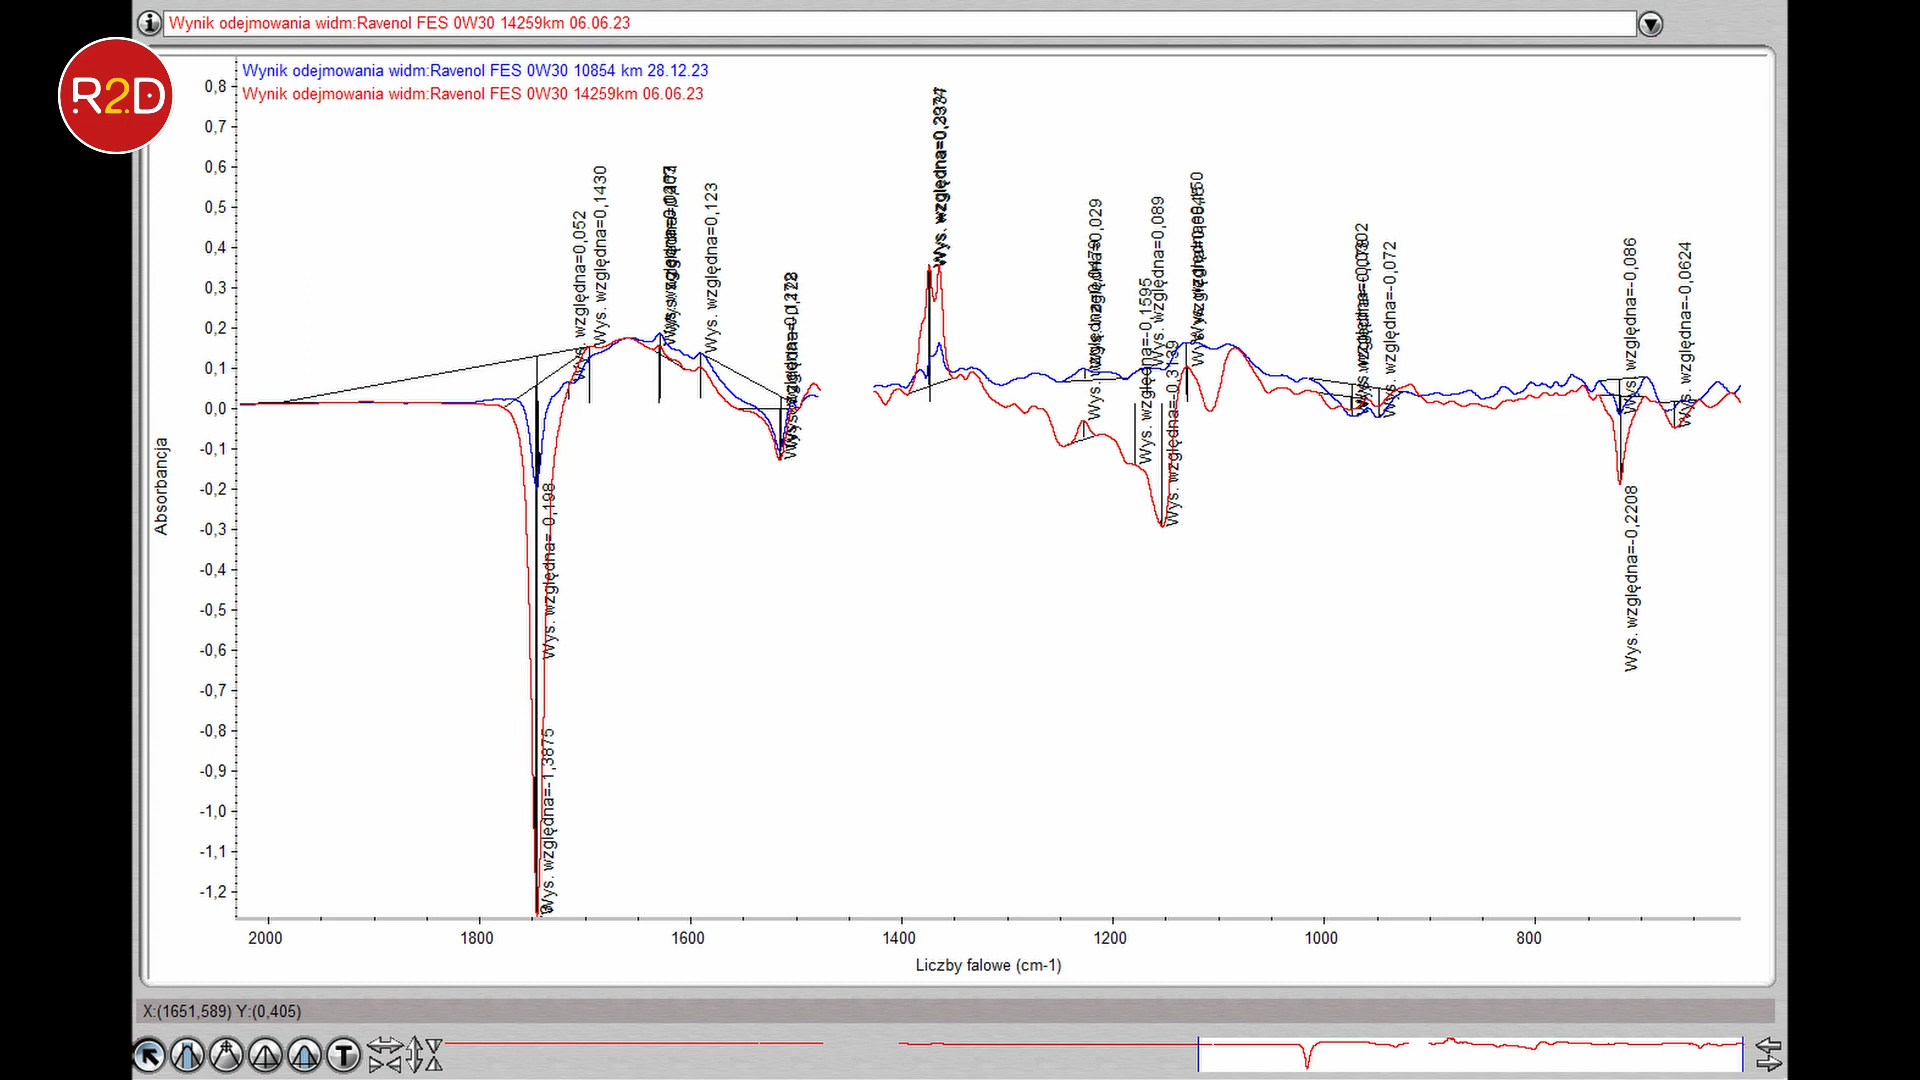 Wynik odejmowania widm:Ravenol FES 0W30 14259km 06.06.23
R2D
Wynik odejmowania widm:Ravenol FES 0W30 10854 km 28.12.23
Wynik odejmowania widm:Ravenol FES 0W30 14259km 06.06.23
0,8
0,7
0,6
0,5
0,4
0,3
0,2
0,1
0,0
-0,1
-0,2
-0,3
-0,4
-0,5
-0,6
-0,7
-0,8
-0,9
-1,0
-1,1
-1,2
Absorbancja
Wys. względna=0,052
Wys. względna=0,1430
Wys. względna=0,123
Wys. względna=-0,198
Wys. względna=-1,3875
Wys. względna=0,029
Wys. względna=-0,1595
Wys. względna=0,089
Wys. względna=-0,3139
Wys. względna=0,150
Wys. względna=-0,072
Wys. względna=-0,086
Wys. względna=-0,2208
Wys. względna=-0,0624
2000
1800
1600
1400
1200
1000
800
Liczby falowe (cm-1)
X:(1651,589) Y:(0,405)
T